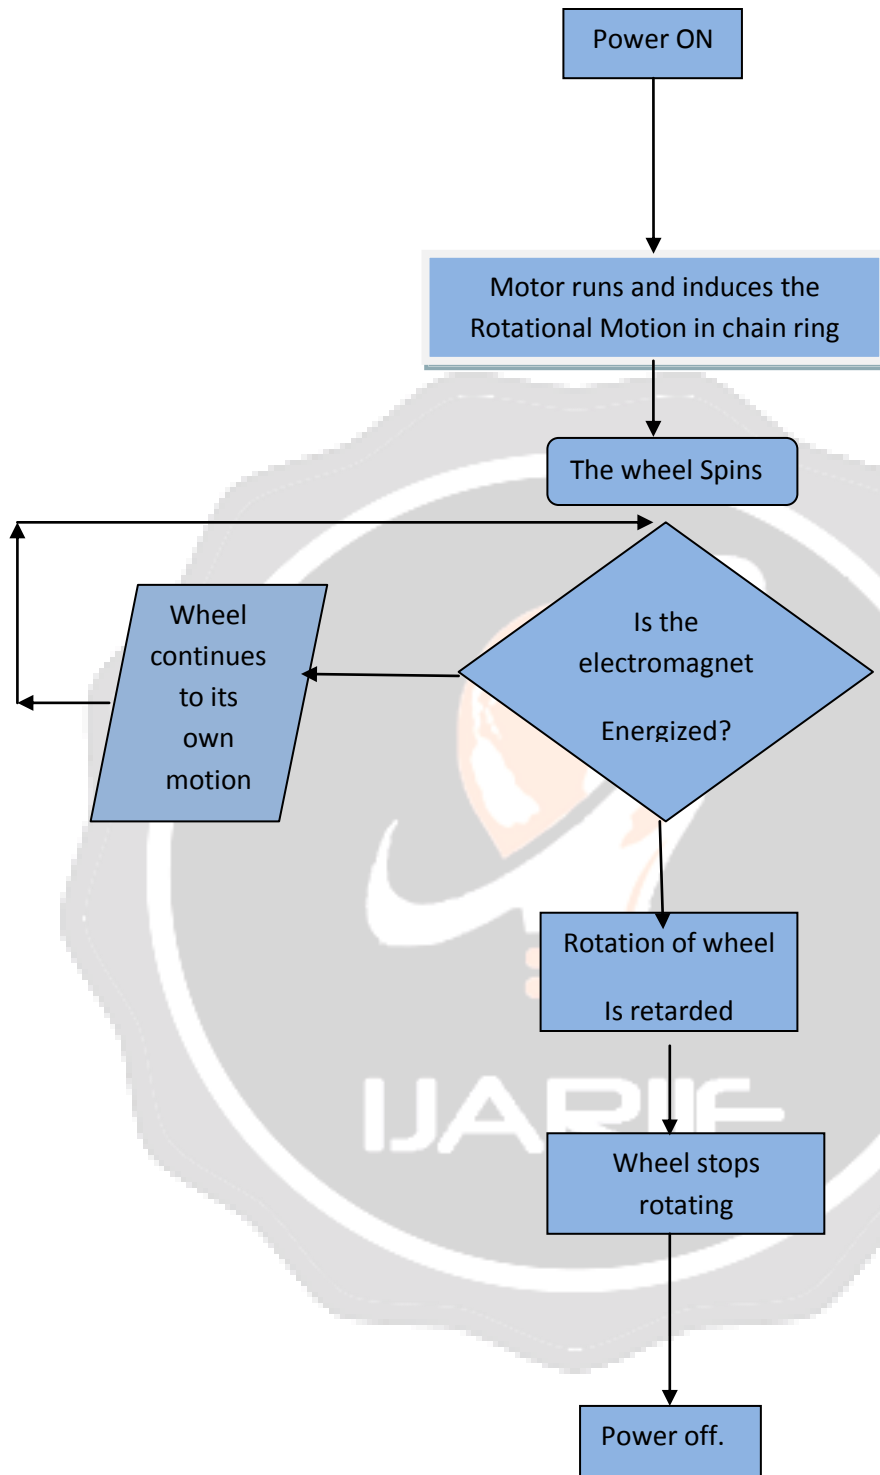 Power ON
Motor runs and induces the
Rotational Motion in chain ring
The wheel Spins
Wheel
continues
to its
own
motion
Is the
electromagnet
Energized?
Rotation of wheel
Is retarded
IJARIIE
Wheel stops
rotating
Power off.